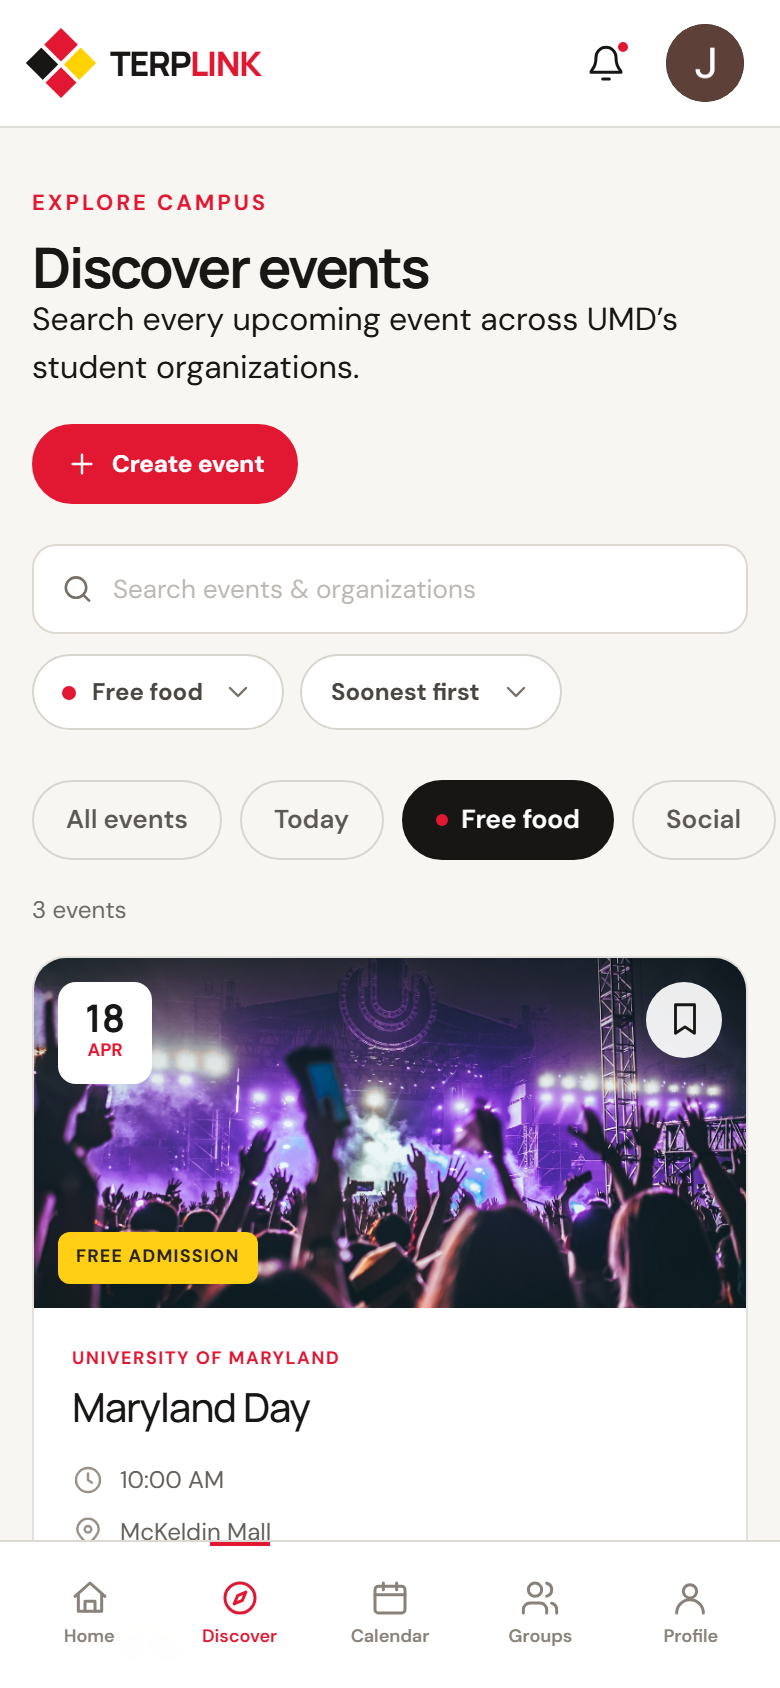 TERPLINK
J
EXPLORE CAMPUS
Discover events
Search every upcoming event across UMD’s
student organizations.
Create event
Search events & organizations
Free food
Soonest first
All events
Today
Free food
Social
3 events
18
APR
FREE ADMISSION
UNIVERSITY OF MARYLAND
Maryland Day
10:00 AM
McKeldin Mall
Home
Discover
Calendar
Groups
Profile